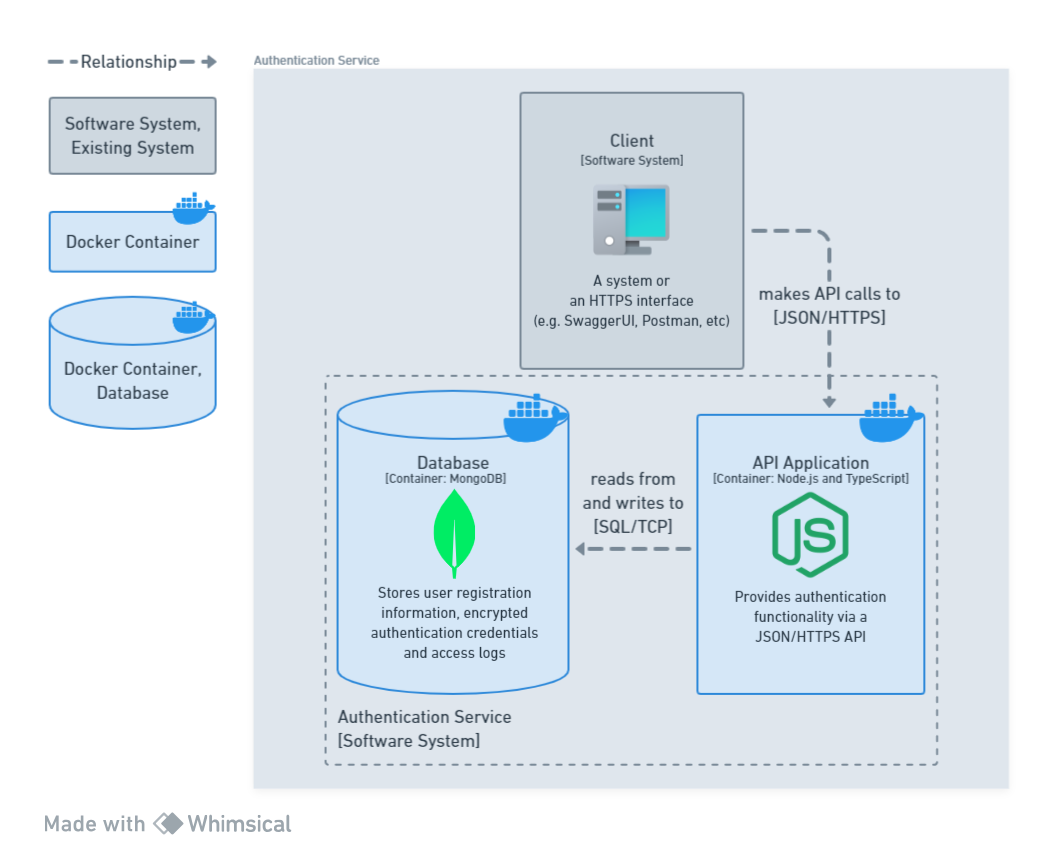 Relationship
Software System,
Existing System
Docker Container
Docker Container,
Database
Authentication Service
Client
[Software System]
A system or
an HTTPS interface
(e.g. SwaggerUI, Postman, etc)
makes API calls to
[JSON/HTTPS]
Database
[Container: MongoDB]
Stores user registration
information, encrypted
authentication credentials
and access logs
reads from
and writes to
[SQL/TCP]
API Application
[Container: Node.js and TypeScript]
JS
Provides authentication
functionality via a
JSON/HTTPS API
Authentication Service
[Software System]
Made with Whimsical